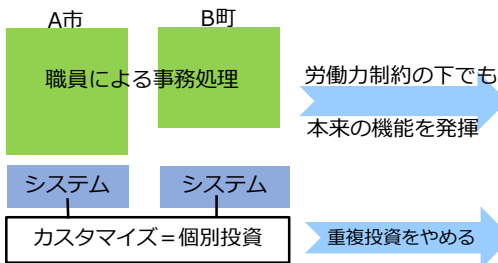 A市
B町
職員による事務処理
労働力制約の下でも
本来の機能を発揮
システム
システム
カスタマイズ＝個別投資
重複投資をやめる